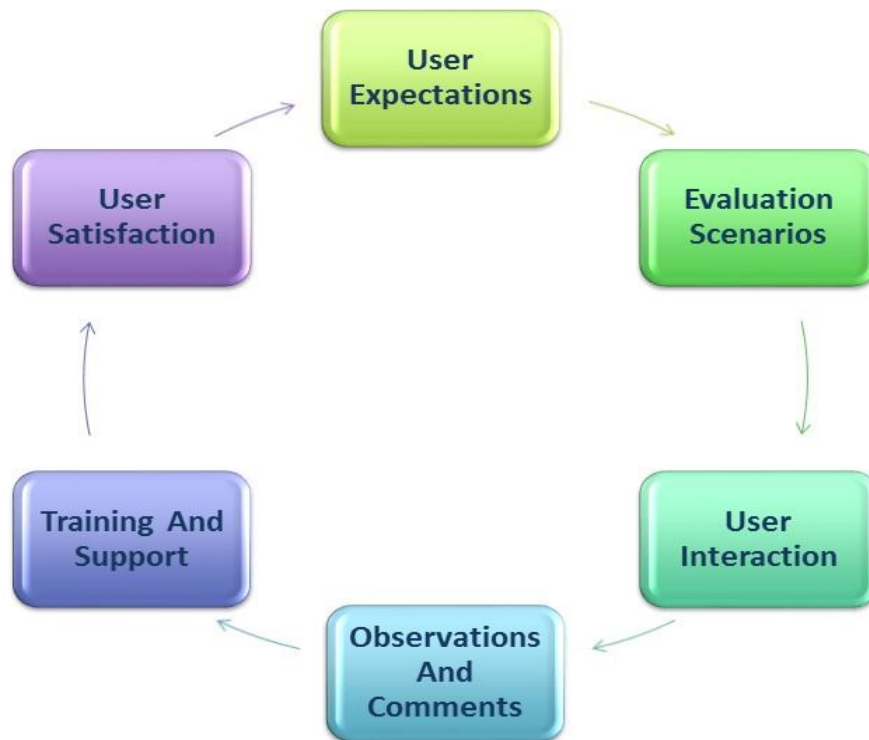 User
Expectations
Evaluation
Scenarios
User
Interaction
Observations
And
Comments
Training And
Support
User
Satisfaction